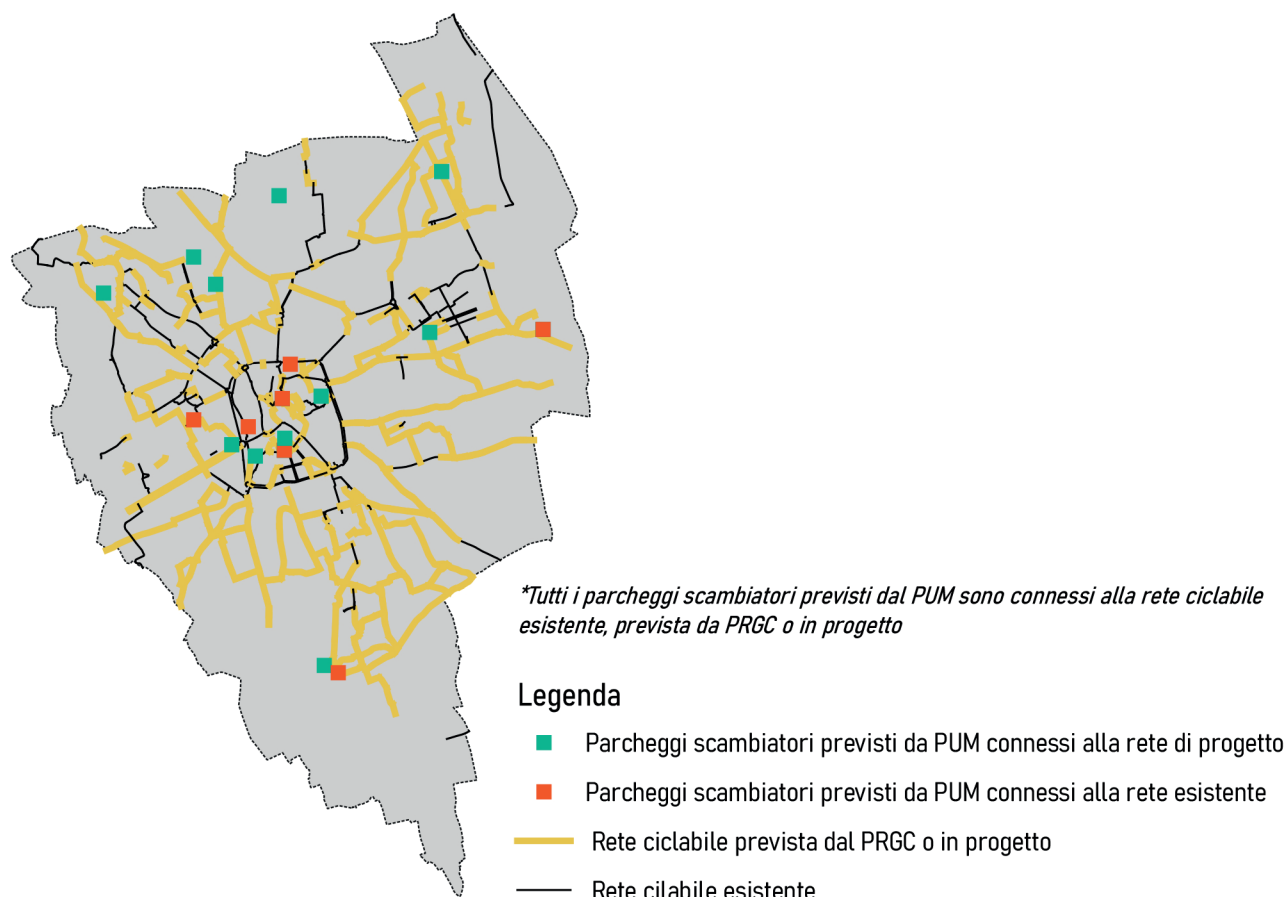 *Tutti i parcheggi scambiatori previsti dal PUM sono connessi alla rete ciclabile
esistente, prevista da PRGC o in progetto
Legenda
Parcheggi scambiatori previsti da PUM connessi alla rete di progetto
Parcheggi scambiatori previsti da PUM connessi alla rete esistente
Rete ciclabile prevista dal PRGC o in progetto
Rete cilabile esistente